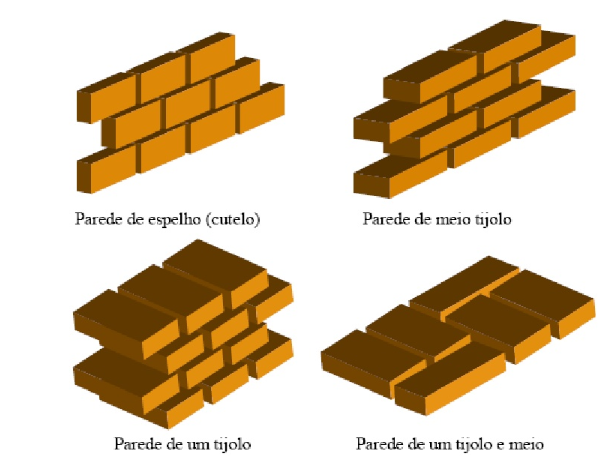 Parede de espelho (cutelo)
Parede de meio tijolo
Parede de um tijolo
Parede de um tijolo e meio